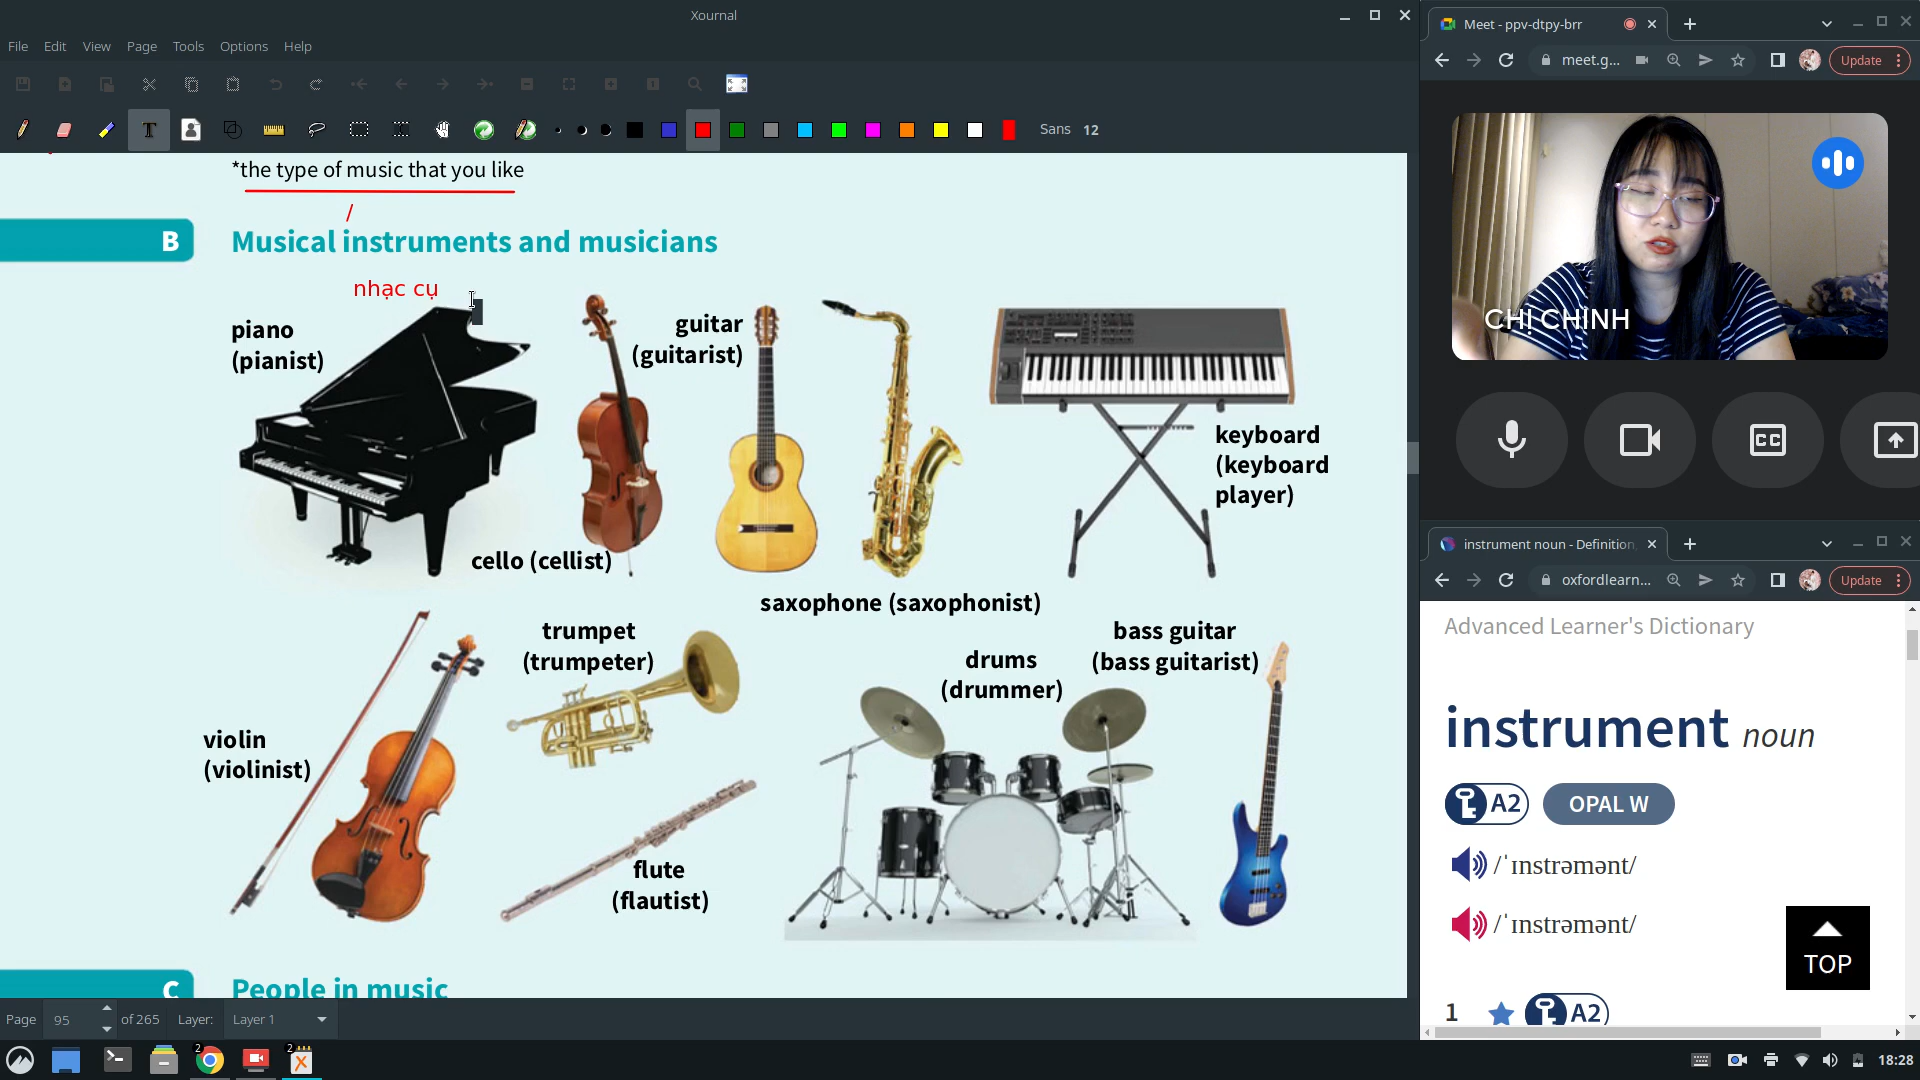 Xournal
File Edit View Page Tools Options Help
Sans 12
*the type of music that you like
B
Musical instruments and musicians
nhạc cụ
piano
(pianist)
guitar
(guitarist)
keyboard
(keyboard
player)
cello (cellist)
saxophone (saxophonist)
trumpet
(trumpeter)
drums
(drummer)
bass guitar
(bass guitarist)
violin
(violinist)
flute
(flautist)
C
People in music
Page 95 of 265 Layer: Layer 1
Meet - ppv-dtpy-brr
meet.g...
Update
CHỊ CHINH
CC
instrument noun - Definition
oxfordlearn...
Update
Advanced Learner's Dictionary
instrument noun
A2 OPAL W
/ˈɪnstrəmənt/
/ˈɪnstrəmənt/
TOP
1 A2
2
2
18:28